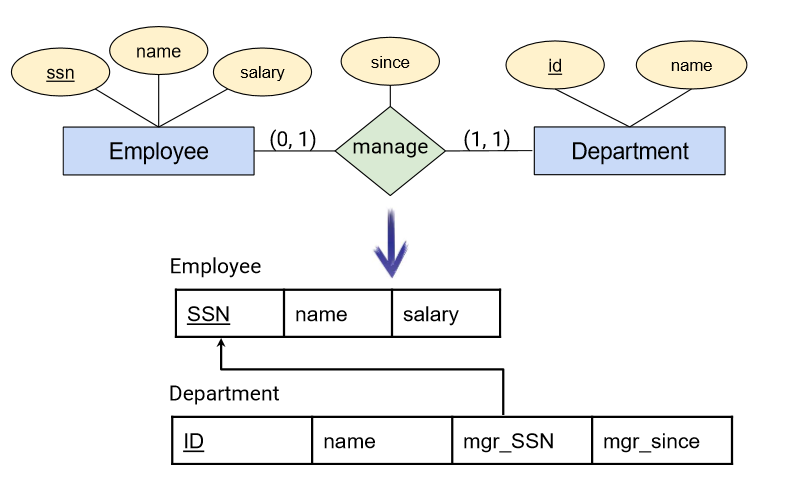 name
ssn
salary
since
id
name
Employee
(0, 1)
manage
(1, 1)
Department
Employee
SSN
name
salary
Department
ID
name
mgr_SSN
mgr_since